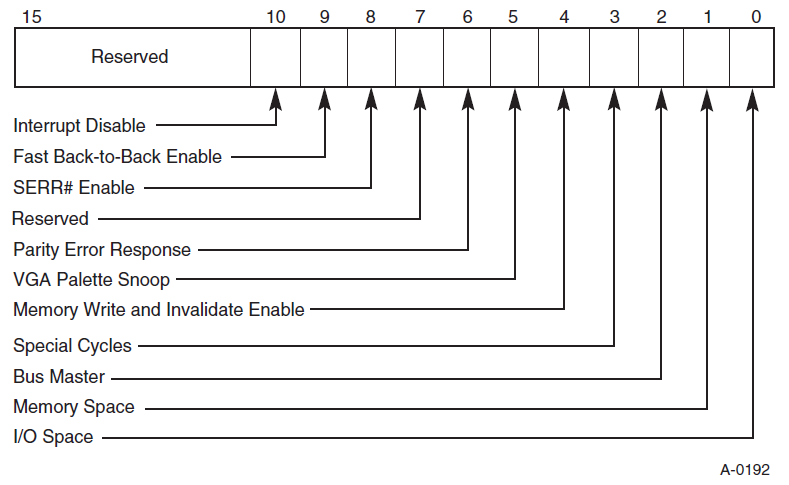 15 10 9 8 7 6 5 4 3 2 1 0
Reserved
Interrupt Disable
Fast Back-to-Back Enable
SERR# Enable
Reserved
Parity Error Response
VGA Palette Snoop
Memory Write and Invalidate Enable
Special Cycles
Bus Master
Memory Space
I/O Space
A-0192